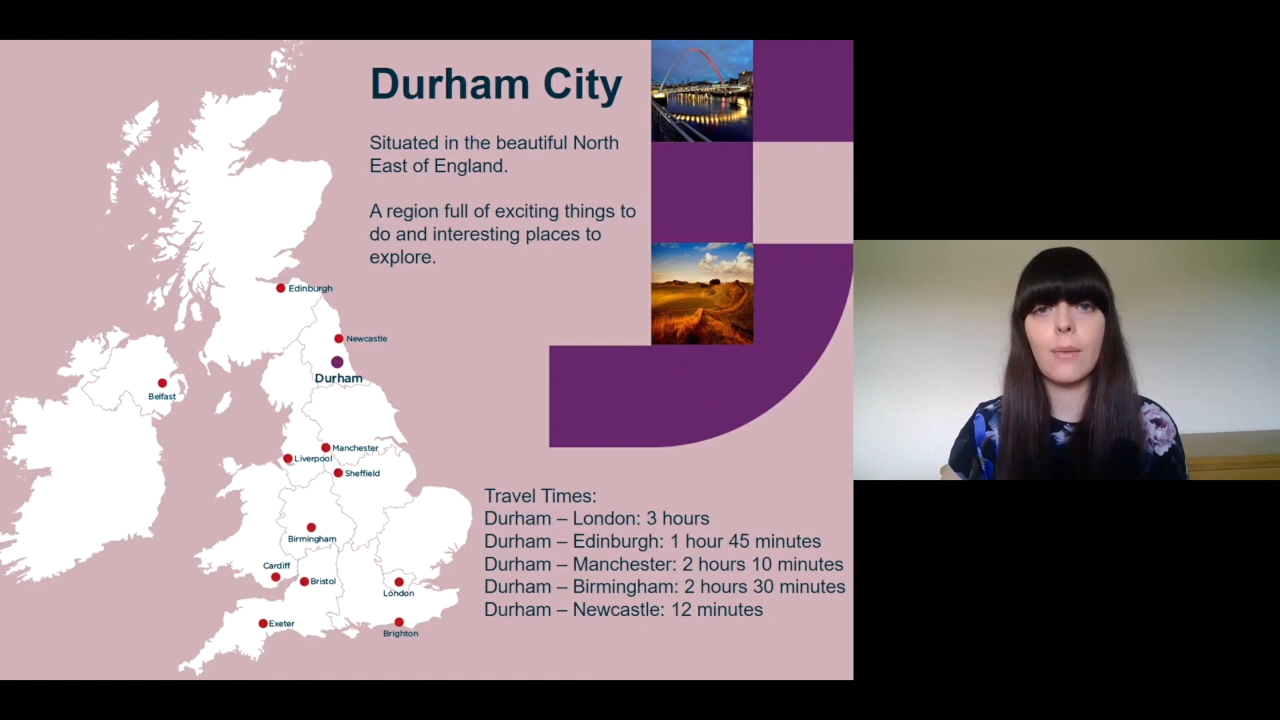 Durham City
Situated in the beautiful North
East of England.
A region full of exciting things to
do and interesting places to
explore.
Edinburgh
Newcastle
Durham
Belfast
Manchester
Liverpool
Sheffield
Birmingham
Cardiff
Bristol
London
Exeter
Brighton
Travel Times:
Durham – London: 3 hours
Durham – Edinburgh: 1 hour 45 minutes
Durham – Manchester: 2 hours 10 minutes
Durham – Birmingham: 2 hours 30 minutes
Durham – Newcastle: 12 minutes